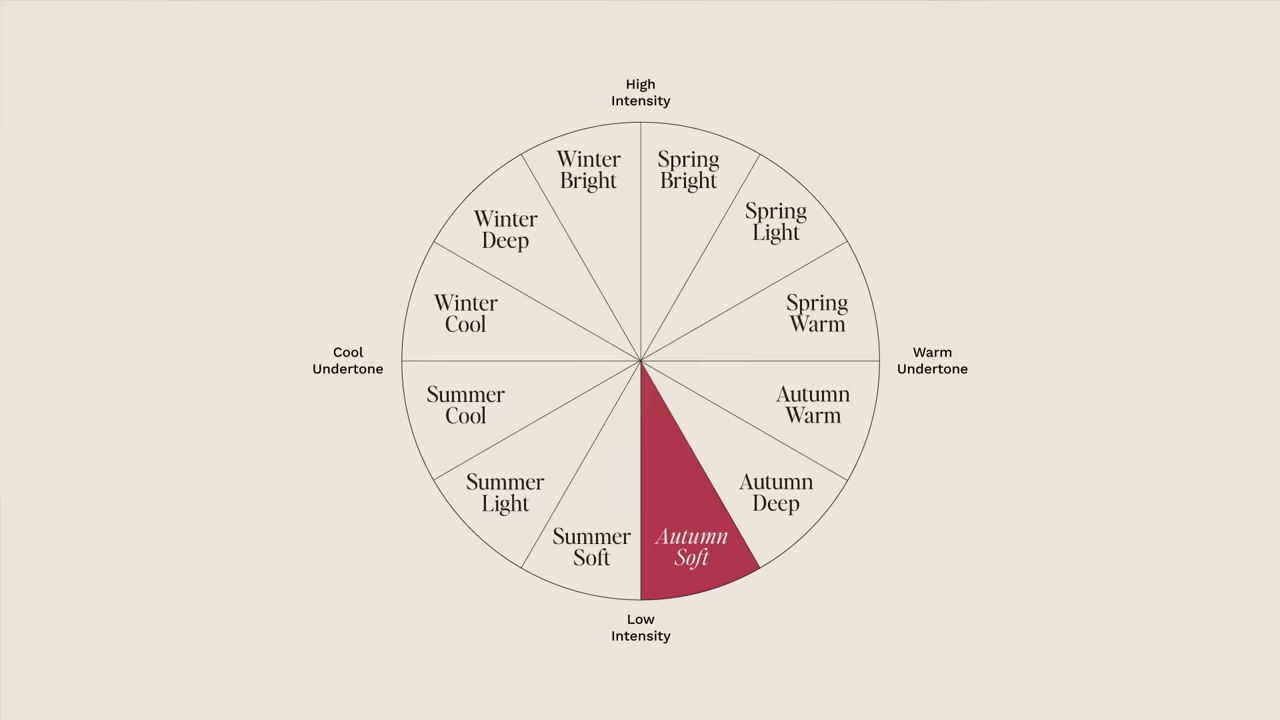 High
Intensity
Winter
Bright
Spring
Bright
Winter
Deep
Spring
Light
Winter
Cool
Spring
Warm
Cool
Undertone
Warm
Undertone
Summer
Cool
Autumn
Warm
Summer
Light
Autumn
Deep
Summer
Soft
Autumn
Soft
Low
Intensity